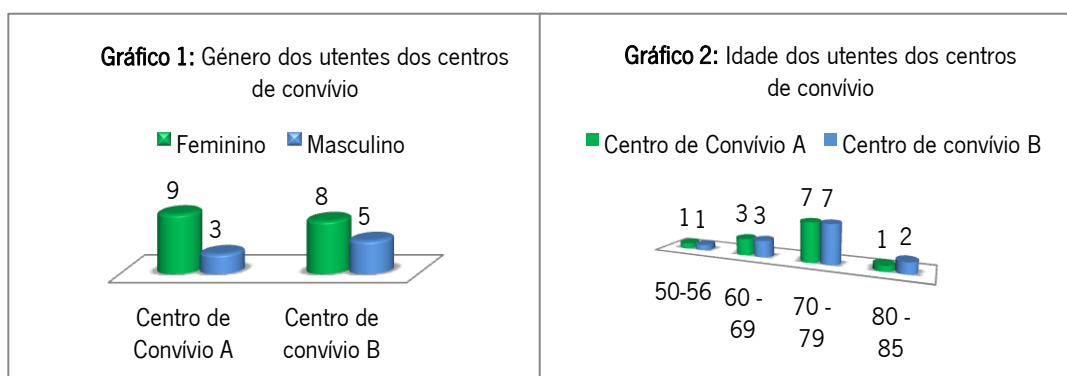 Gráfico 1: Género dos utentes dos centros
de convívio
Feminino Masculino
9
3
8
5
Centro de
Convívio A
Centro de
convívio B
Gráfico 2: Idade dos utentes dos centros
de convívio
Centro de Convívio A Centro de convívio B
1 1
3 3
7 7
1 2
50-56
60 -
69
70 -
79
80 -
85